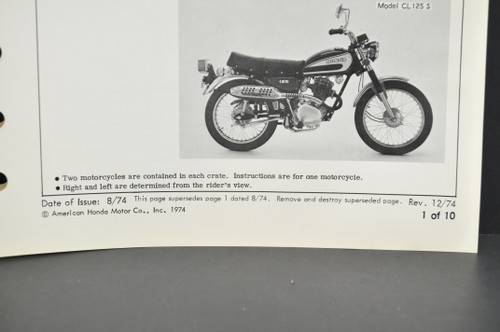 Model CL125 S
HONDA
125
• Two motorcycles are contained in each crate. Instructions are for one motorcycle.
• Right and left are determined from the rider's view.
Date of Issue: 8/74 This page supersedes page 1 dated 8/74. Remove and destroy superseded page. Rev. 12/74
© American Honda Motor Co., Inc. 1974
1 of 10